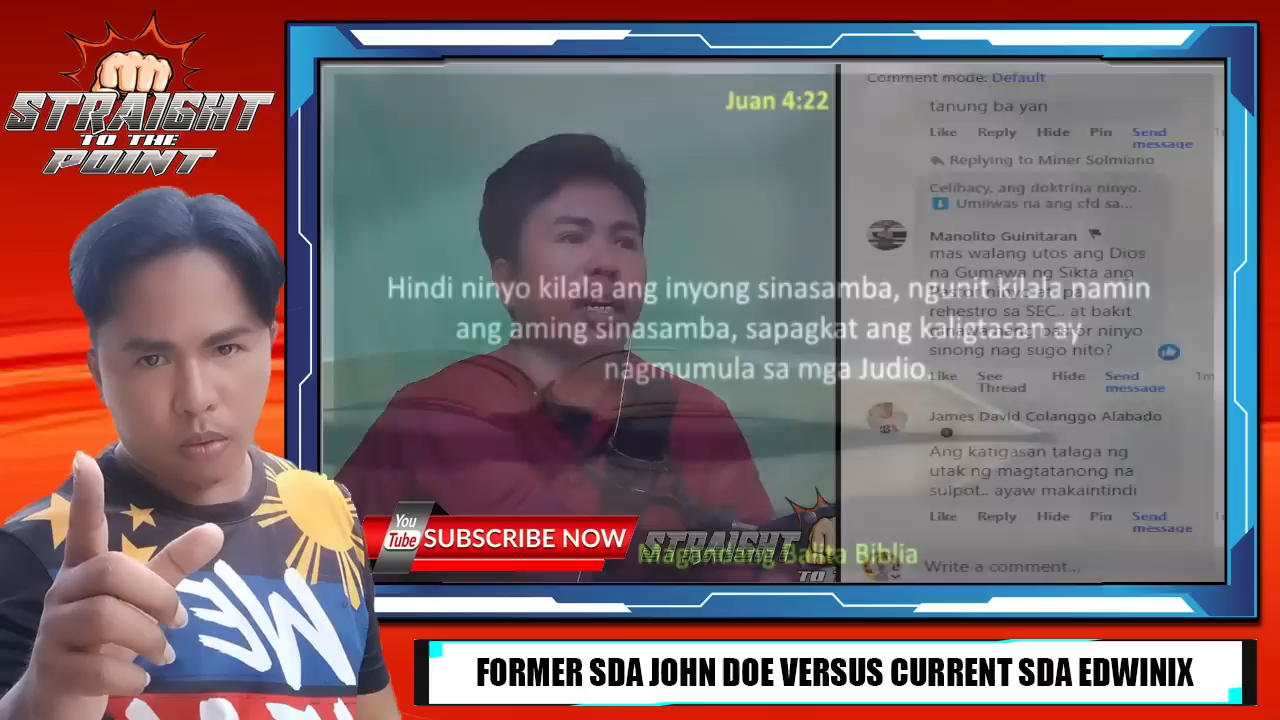 STRAIGHT
TO THE
POINT
Juan 4:22
Hindi ninyo kilala ang inyong sinasamba, ngunit kilala namin
ang aming sinasamba, sapagkat ang kaligtasan ay
nagmumula sa mga Judio.
Magandang Balita Biblia
Comment mode: Default
tanung ba yan
Like Reply Hide Pin Send message
Replying to Miner Solmiano
Celibacy, ang doktrina ninyo.
Umiiwas na ang cfd sa...
Manolito Guinitaran
mas walang utos ang Dios
na Gumawa ng Sikta ang
rehestro sa SEC.. at bakit
ninyo
sinong nag sugo nito?
Like See Thread Hide Send message 1m
James David Colanggo Alabado
Ang katigasan talaga ng
utak ng magtatanong na
sulpot.. ayaw makaintindi
Like Reply Hide Pin Send message
Write a comment...
You
Tube
SUBSCRIBE NOW
STRAIGHT
TO
ME
FORMER SDA JOHN DOE VERSUS CURRENT SDA EDWINIX